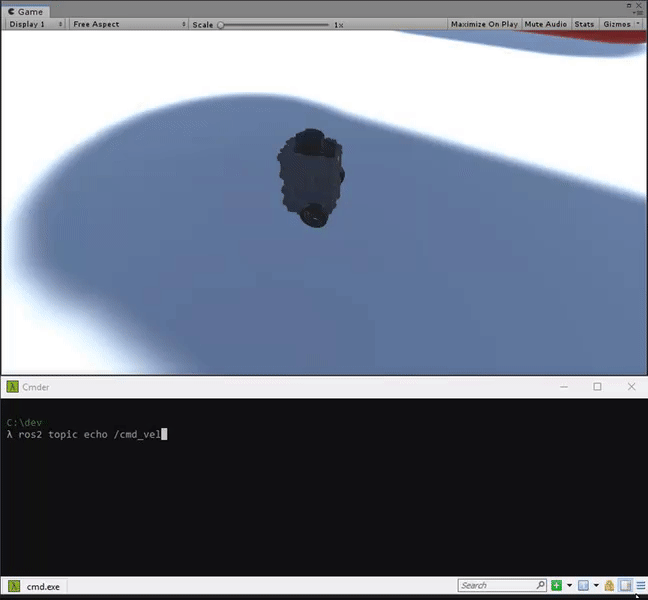 Game
Display 1 Free Aspect Scale 1x Maximize On Play Mute Audio Stats Gizmos
Cmder
C:\dev
λ ros2 topic echo /cmd_vel
λ cmd.exe Search